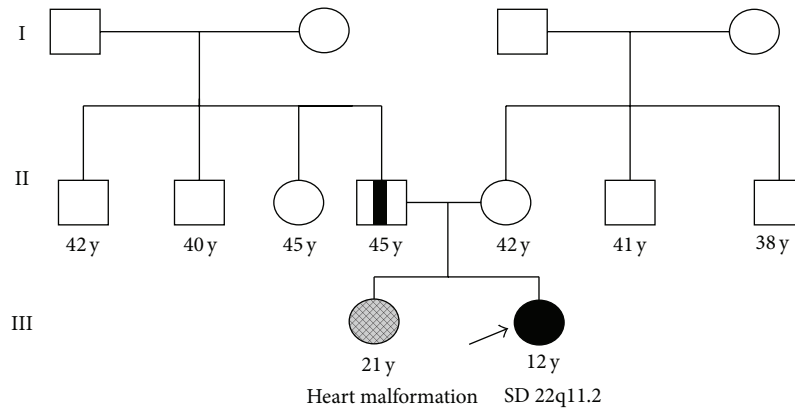 I
II
42 y 40 y 45 y 45 y 42 y 41 y 38 y
III
21 y 12 y
Heart malformation SD 22q11.2